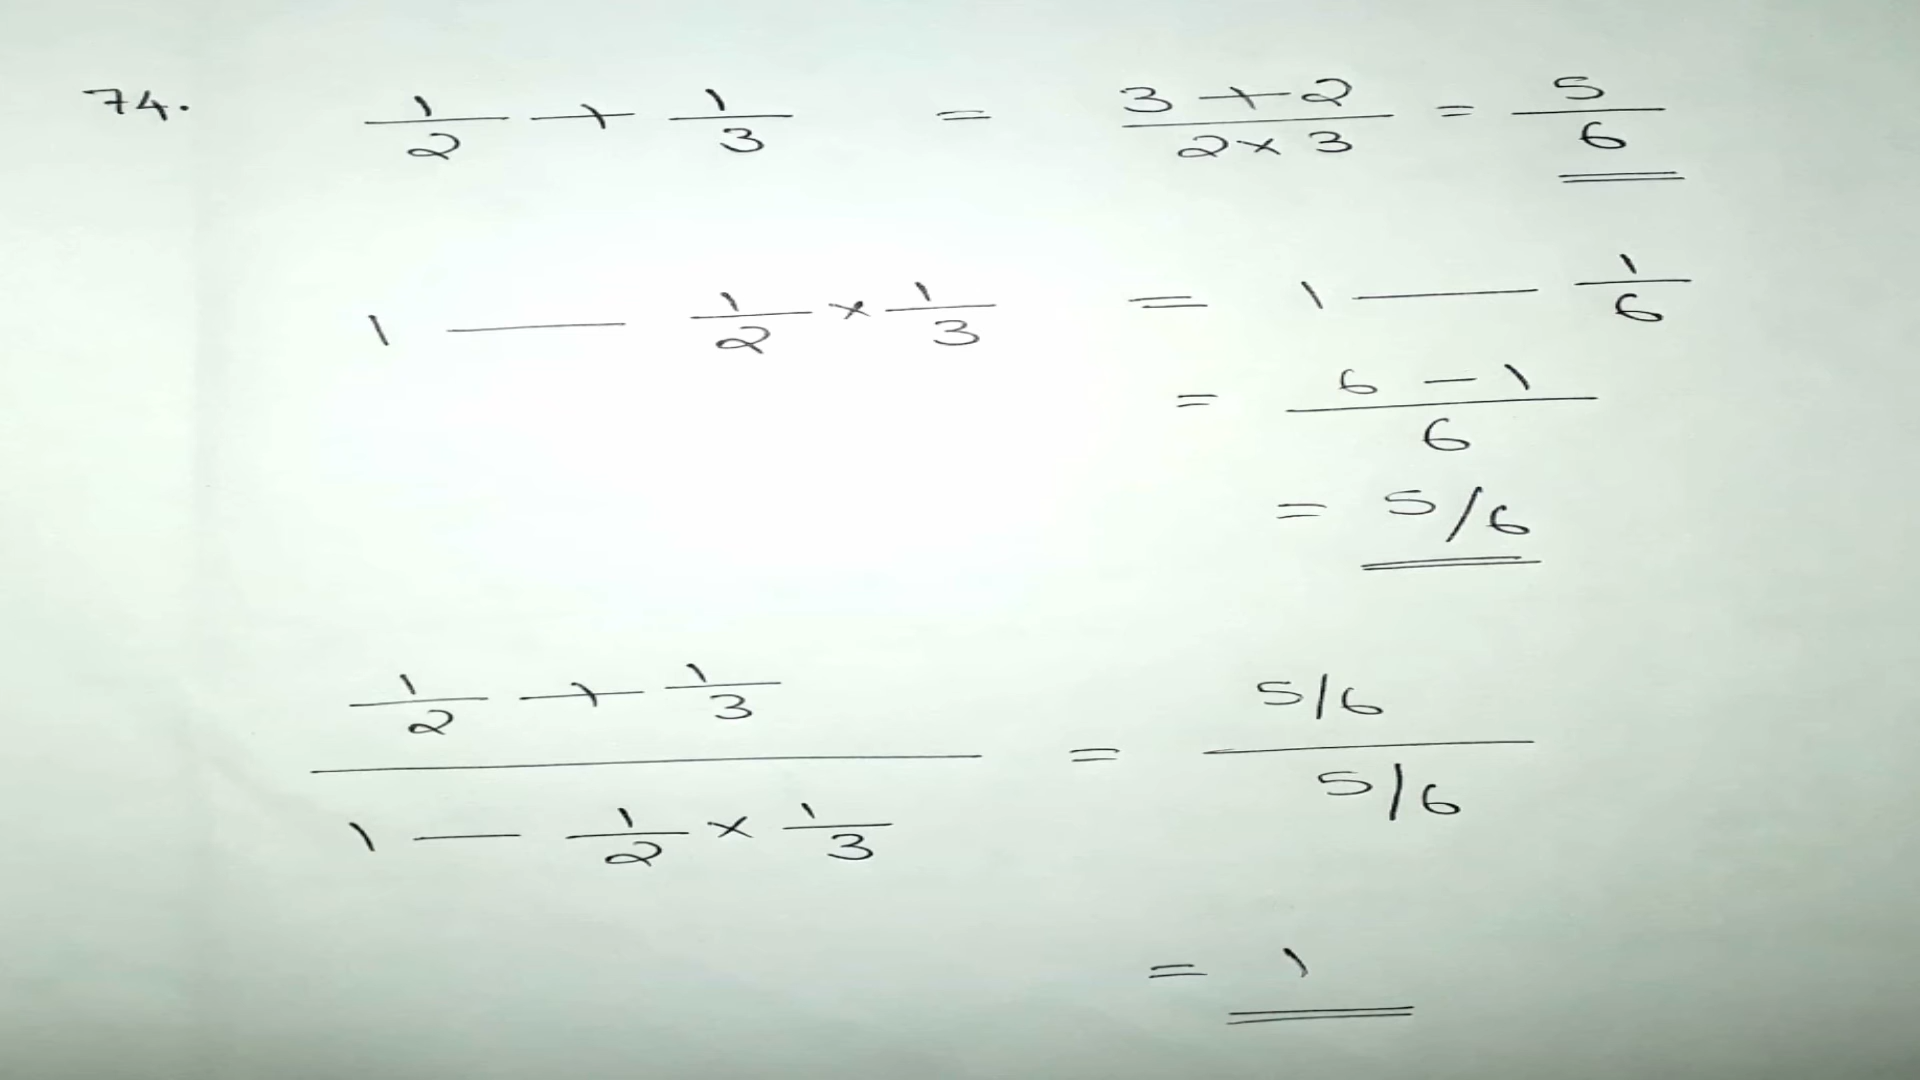 74. 1/2 + 1/3 = (3 + 2)/(2 × 3) = 5/6
1 — 1/2 × 1/3 = 1 — 1/6
= (6 − 1)/6
= 5/6
(1/2 + 1/3)/(1 — 1/2 × 1/3) = (5/6)/(5/6)
= 1